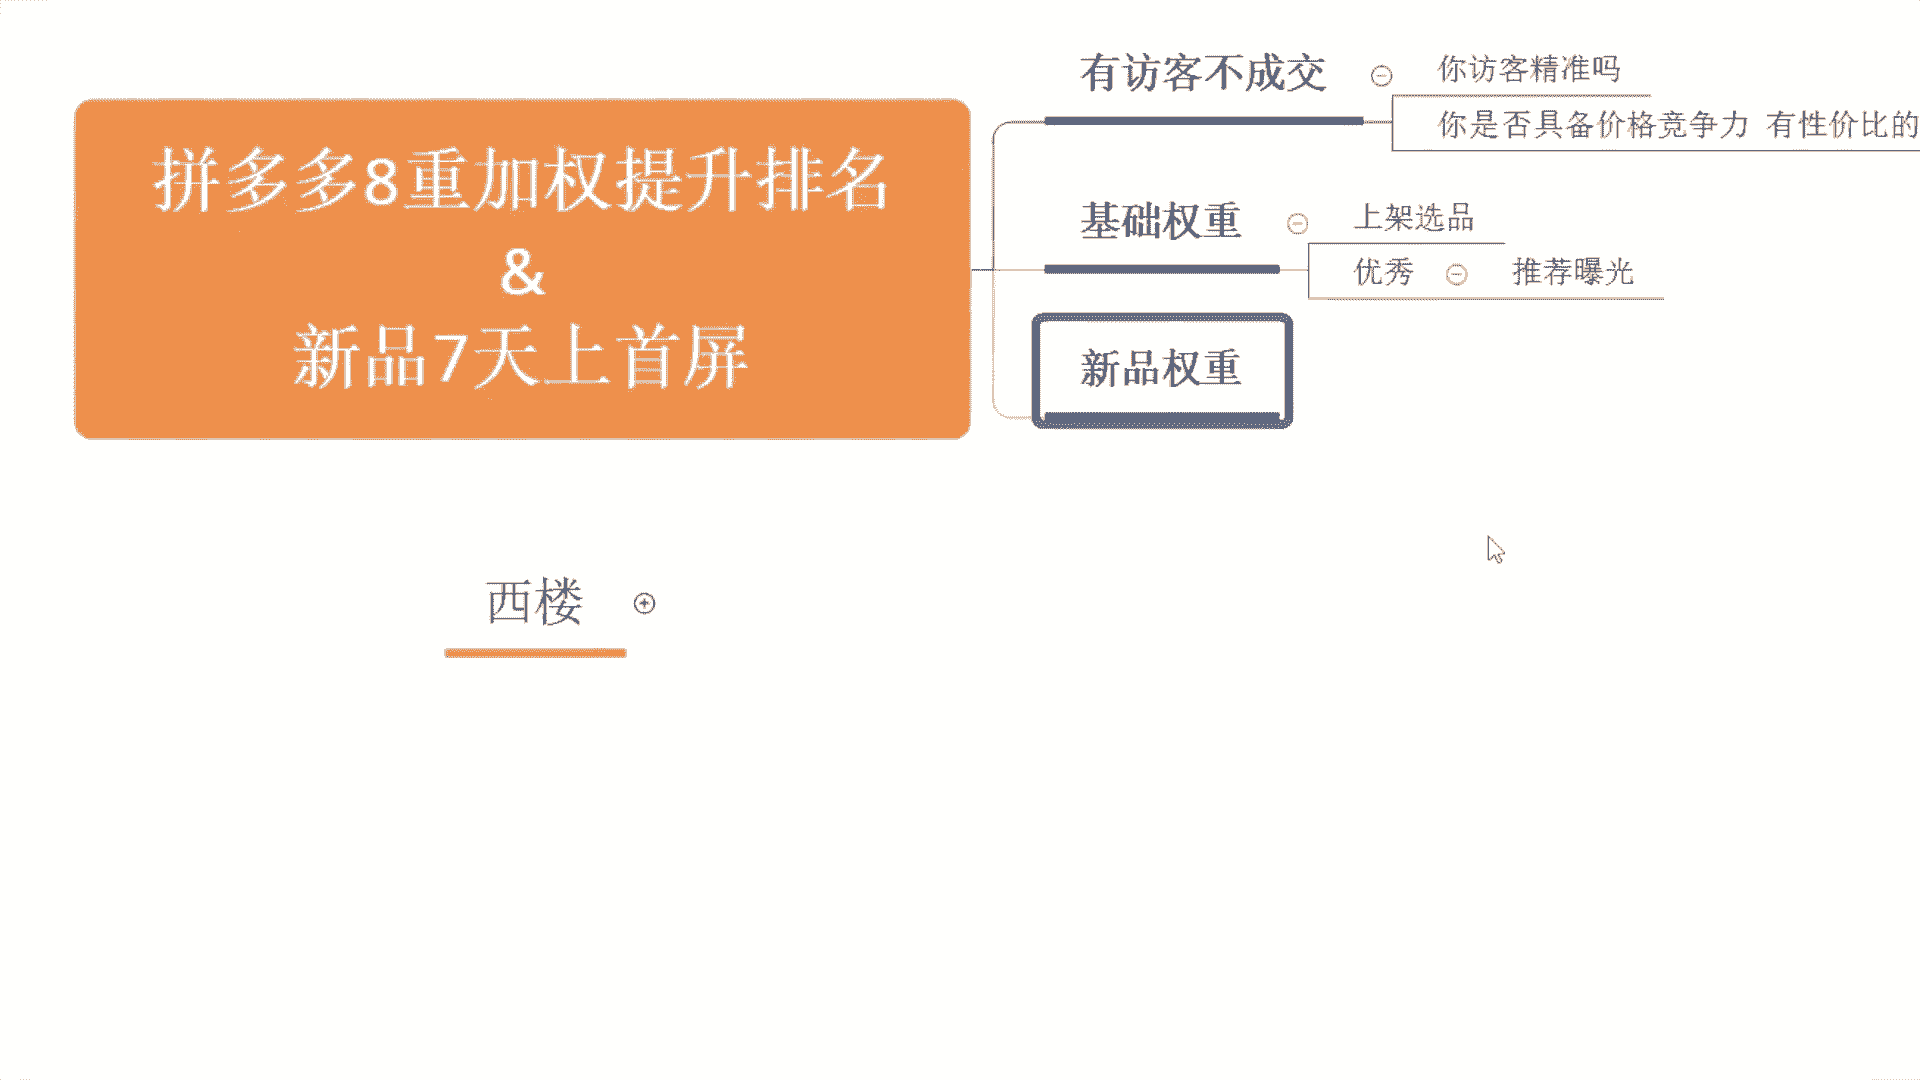 拼多多8重加权提升排名
&
新品7天上首屏
有访客不成交
你访客精准吗
你是否具备价格竞争力 有性价比的
基础权重
上架选品
优秀
推荐曝光
新品权重
西楼